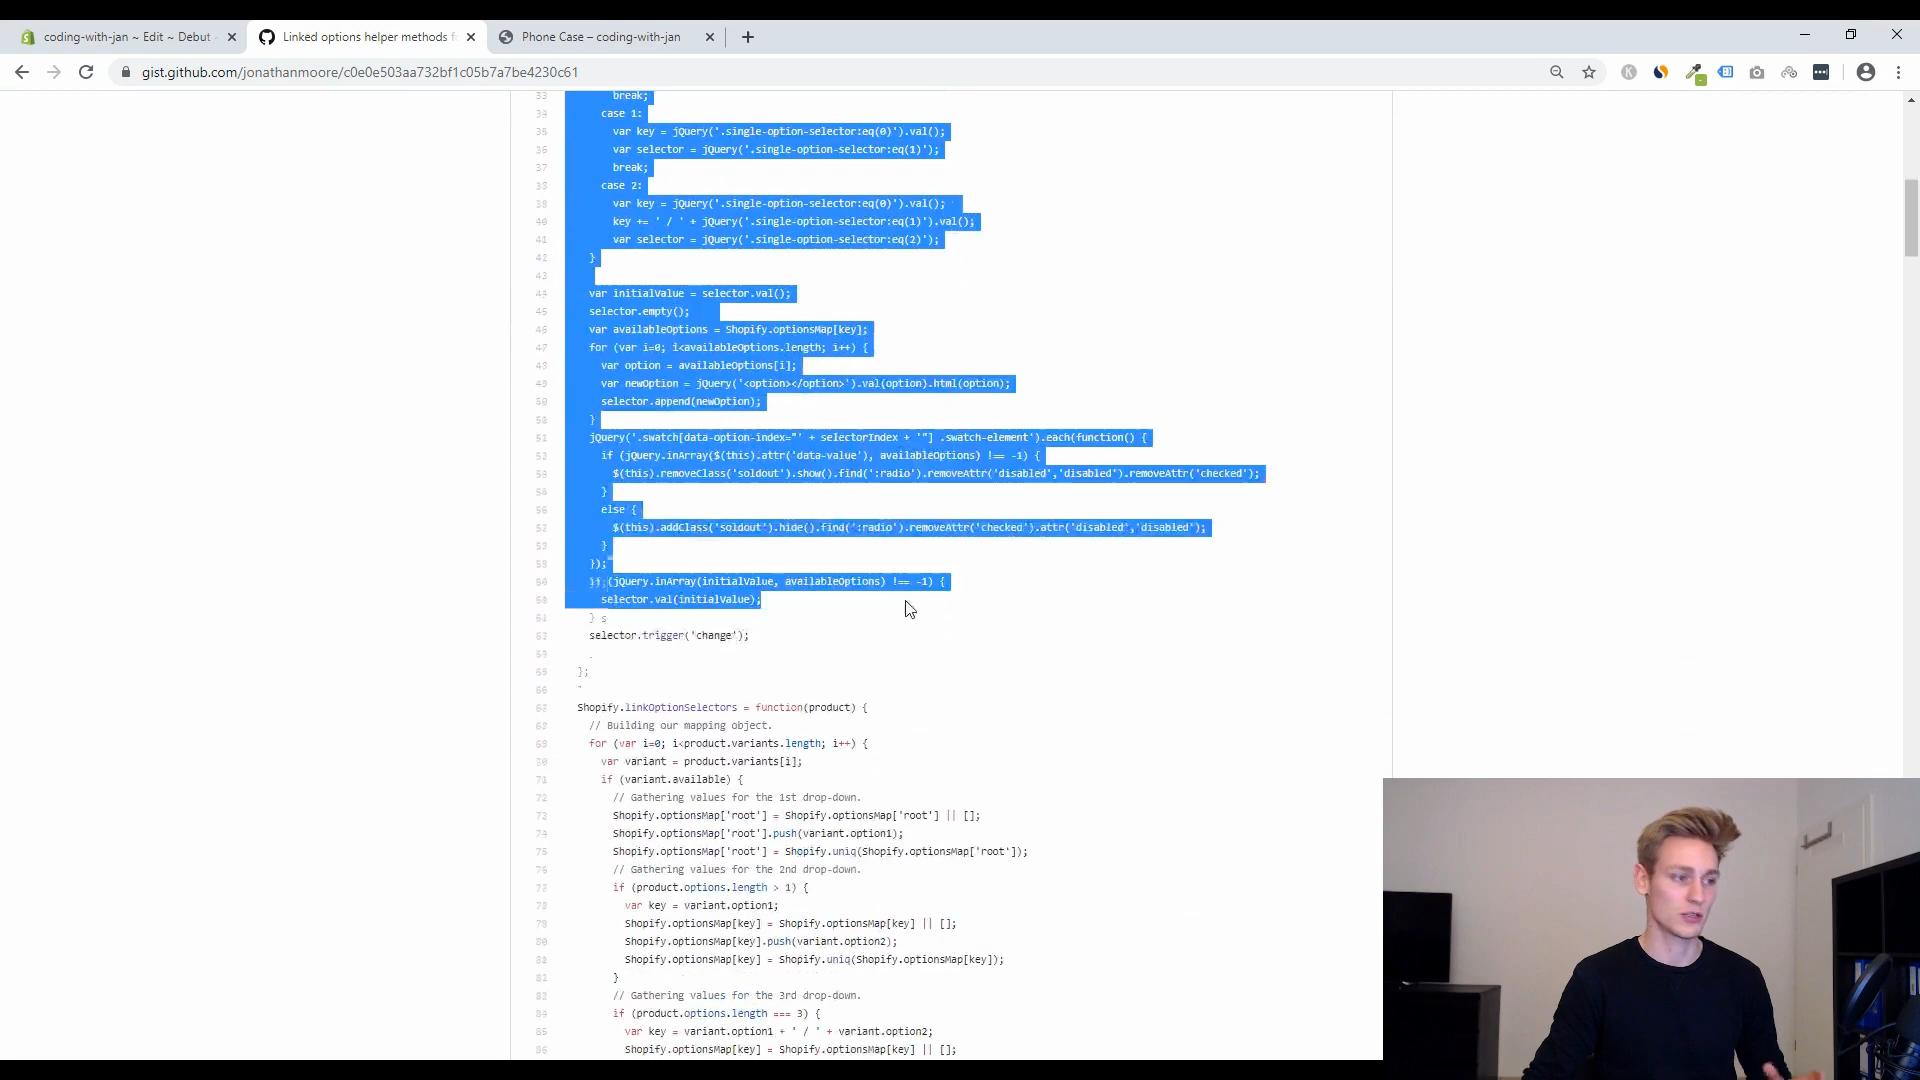 coding-with-jan ~ Edit ~ Debut
Linked options helper methods f
Phone Case – coding-with-jan
gist.github.com/jonathanmoore/c0e0e503aa732bf1c05b7a7be4230c61
break;
case 1:
var key = jQuery('.single-option-selector:eq(0)').val();
var selector = jQuery('.single-option-selector:eq(1)');
break;
case 2:
var key = jQuery('.single-option-selector:eq(0)').val();
key += ' / ' + jQuery('.single-option-selector:eq(1)').val();
var selector = jQuery('.single-option-selector:eq(2)');
}
var initialValue = selector.val();
selector.empty();
var availableOptions = Shopify.optionsMap[key];
for (var i=0; i<availableOptions.length; i++) {
var option = availableOptions[i];
var newOption = jQuery('<option></option>').val(option).html(option);
selector.append(newOption);
}
jQuery('.swatch[data-option-index="' + selectorIndex + '"] .swatch-element').each(function() {
if (jQuery.inArray($(this).attr('data-value'), availableOptions) !== -1) {
$(this).removeClass('soldout').show().find(':radio').removeAttr('disabled','disabled').removeAttr('checked');
}
else {
$(this).addClass('soldout').hide().find(':radio').removeAttr('checked').attr('disabled','disabled');
}
});
if (jQuery.inArray(initialValue, availableOptions) !== -1) {
selector.val(initialValue);
}
selector.trigger('change');
};
Shopify.linkOptionSelectors = function(product) {
// Building our mapping object.
for (var i=0; i<product.variants.length; i++) {
var variant = product.variants[i];
if (variant.available) {
// Gathering values for the 1st drop-down.
Shopify.optionsMap['root'] = Shopify.optionsMap['root'] || [];
Shopify.optionsMap['root'].push(variant.option1);
Shopify.optionsMap['root'] = Shopify.uniq(Shopify.optionsMap['root']);
// Gathering values for the 2nd drop-down.
if (product.options.length > 1) {
var key = variant.option1;
Shopify.optionsMap[key] = Shopify.optionsMap[key] || [];
Shopify.optionsMap[key].push(variant.option2);
Shopify.optionsMap[key] = Shopify.uniq(Shopify.optionsMap[key]);
}
// Gathering values for the 3rd drop-down.
if (product.options.length === 3) {
var key = variant.option1 + ' / ' + variant.option2;
Shopify.optionsMap[key] = Shopify.optionsMap[key] || [];